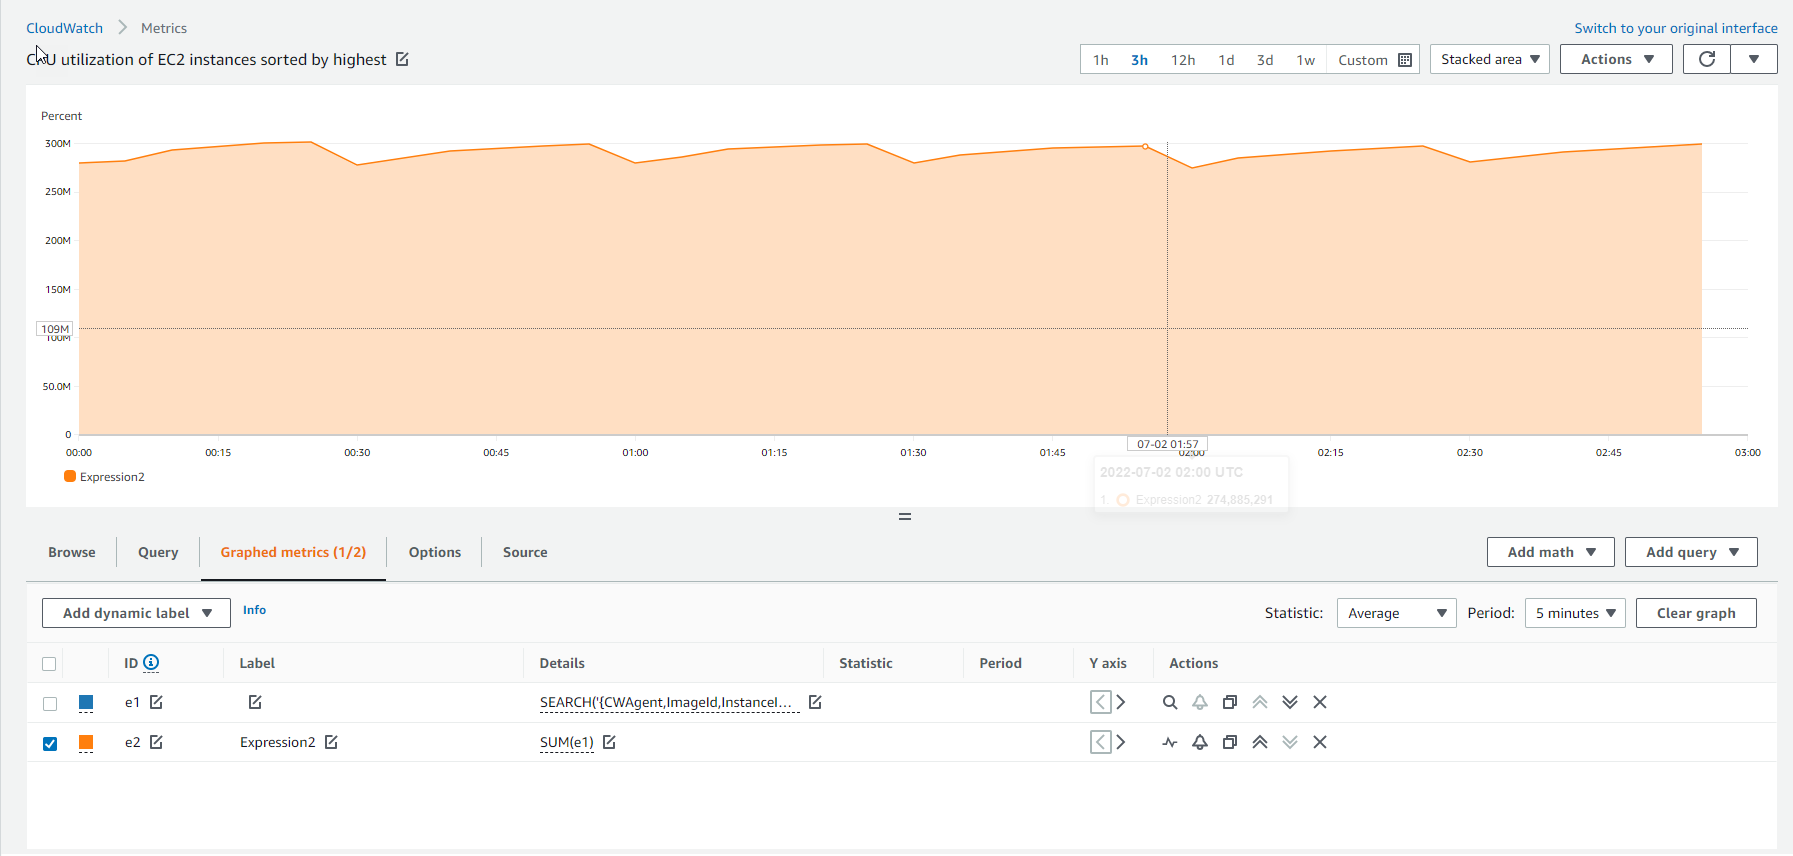 CloudWatch > Metrics
Switch to your original interface
CPU utilization of EC2 instances sorted by highest
1h 3h 12h 1d 3d 1w Custom Stacked area Actions
Percent
300M
250M
200M
150M
109M
100M
50.0M
0
00:00 00:15 00:30 00:45 01:00 01:15 01:30 01:45 02:00 02:15 02:30 02:45 03:00
07-02 01:57
Expression2
2022-07-02 02:00 UTC
1. Expression2 274,885,291
Browse Query Graphed metrics (1/2) Options Source Add math Add query
Add dynamic label Info Statistic: Average Period: 5 minutes Clear graph
ID Label Details Statistic Period Y axis Actions
e1 SEARCH('{CWAgent,ImageId,InstanceI...
e2 Expression2 SUM(e1)